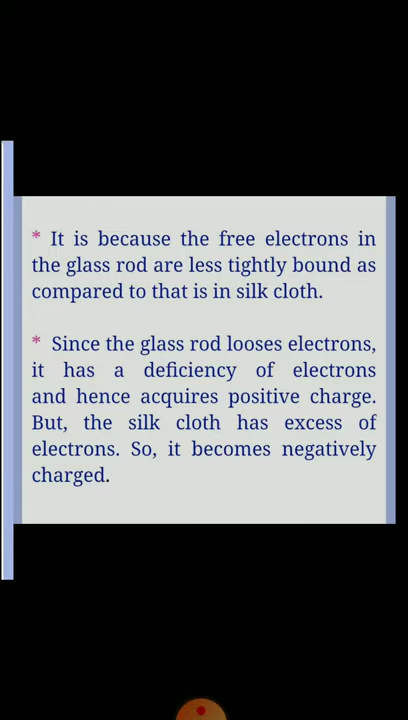 * It is because the free electrons in
the glass rod are less tightly bound as
compared to that is in silk cloth.
* Since the glass rod looses electrons,
it has a deficiency of electrons
and hence acquires positive charge.
But, the silk cloth has excess of
electrons. So, it becomes negatively
charged.